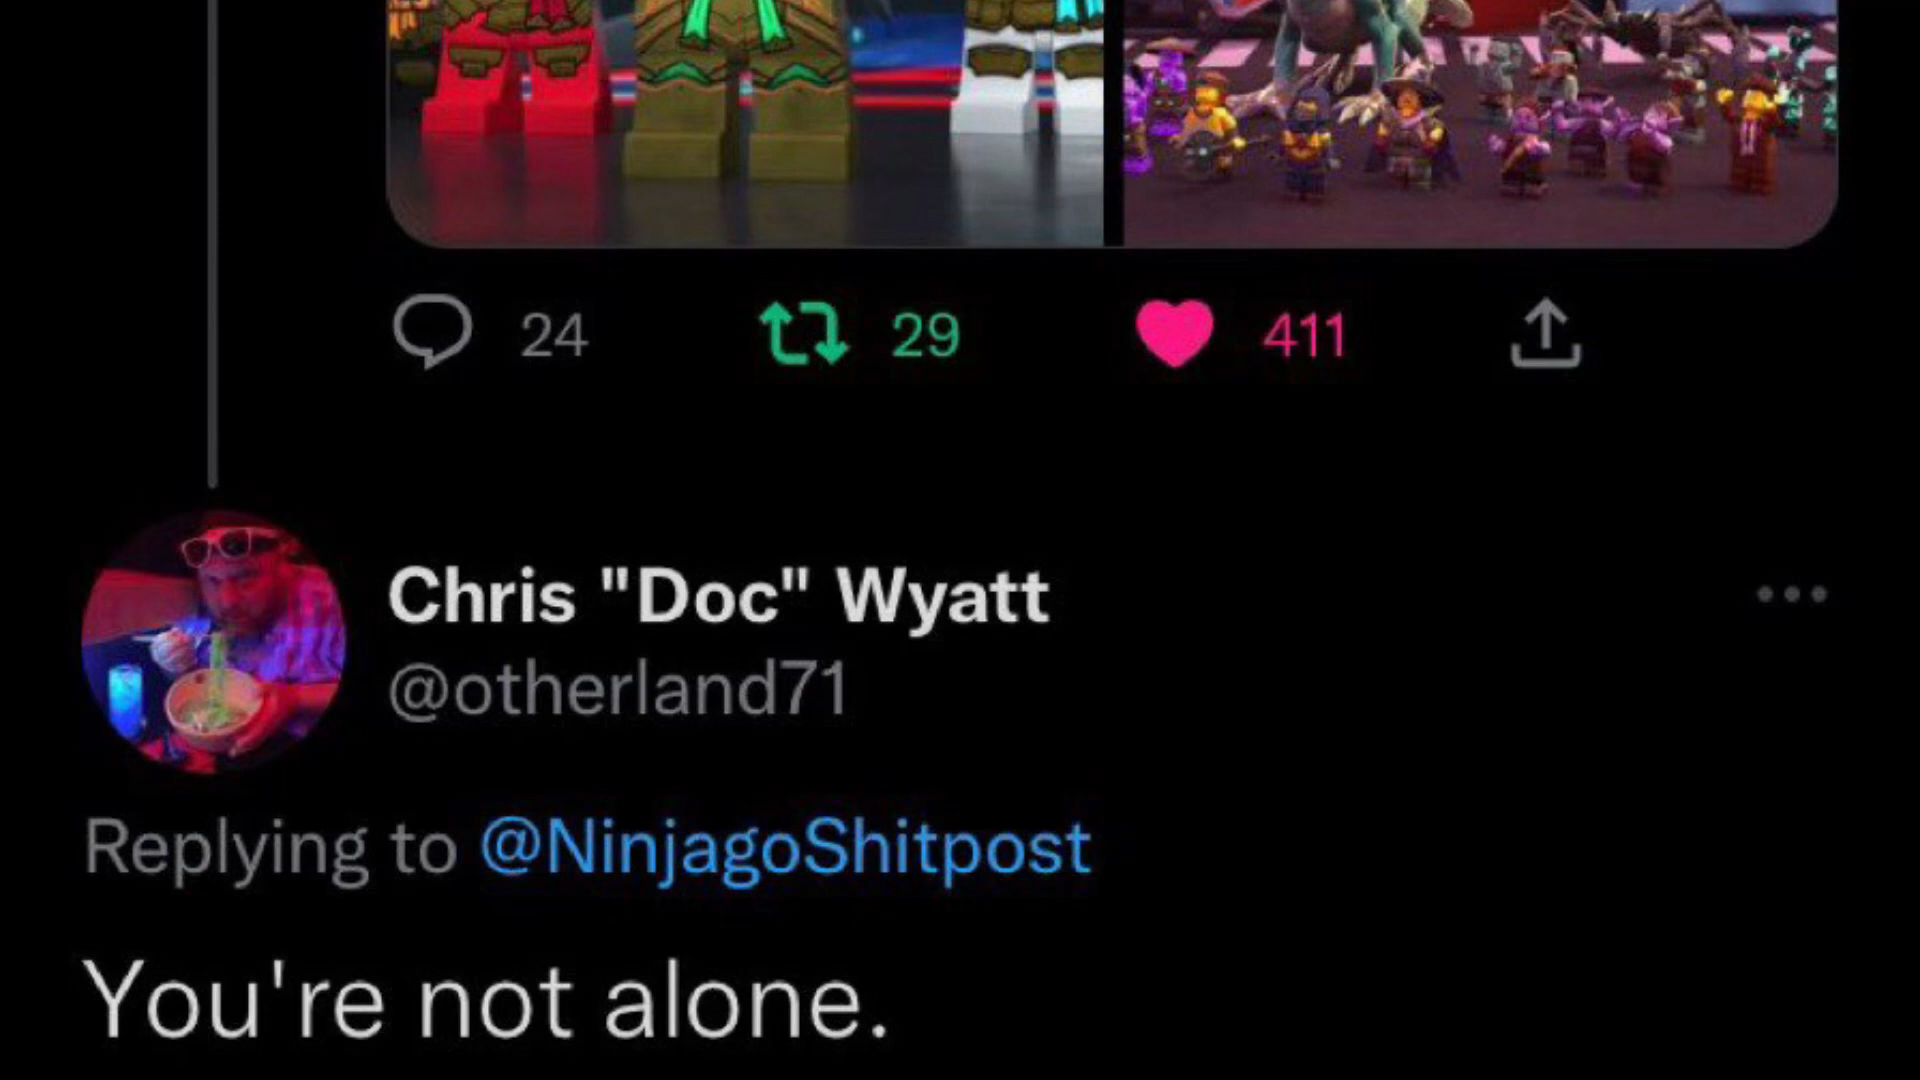 24 29 411
Chris "Doc" Wyatt
@otherland71
Replying to @NinjagoShitpost
You're not alone.